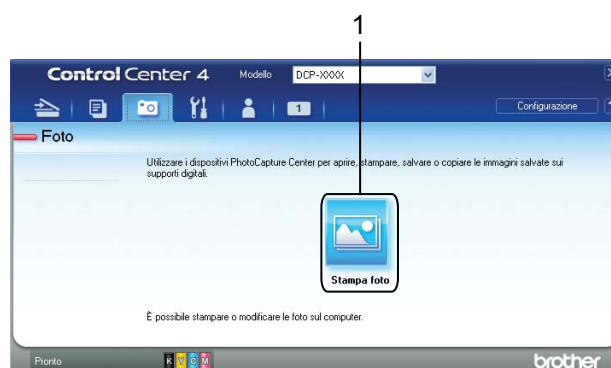 1
Control Center 4 Modello DCP-XXXX
1 Configurazione
Foto
Utilizzare i dispositivi PhotoCapture Center per aprire, stampare, salvare o copiare le immagini salvate sui
supporti digitali.
Stampa foto
È possibile stampare o modificare le foto sul computer.
Pronto K Y C M brother